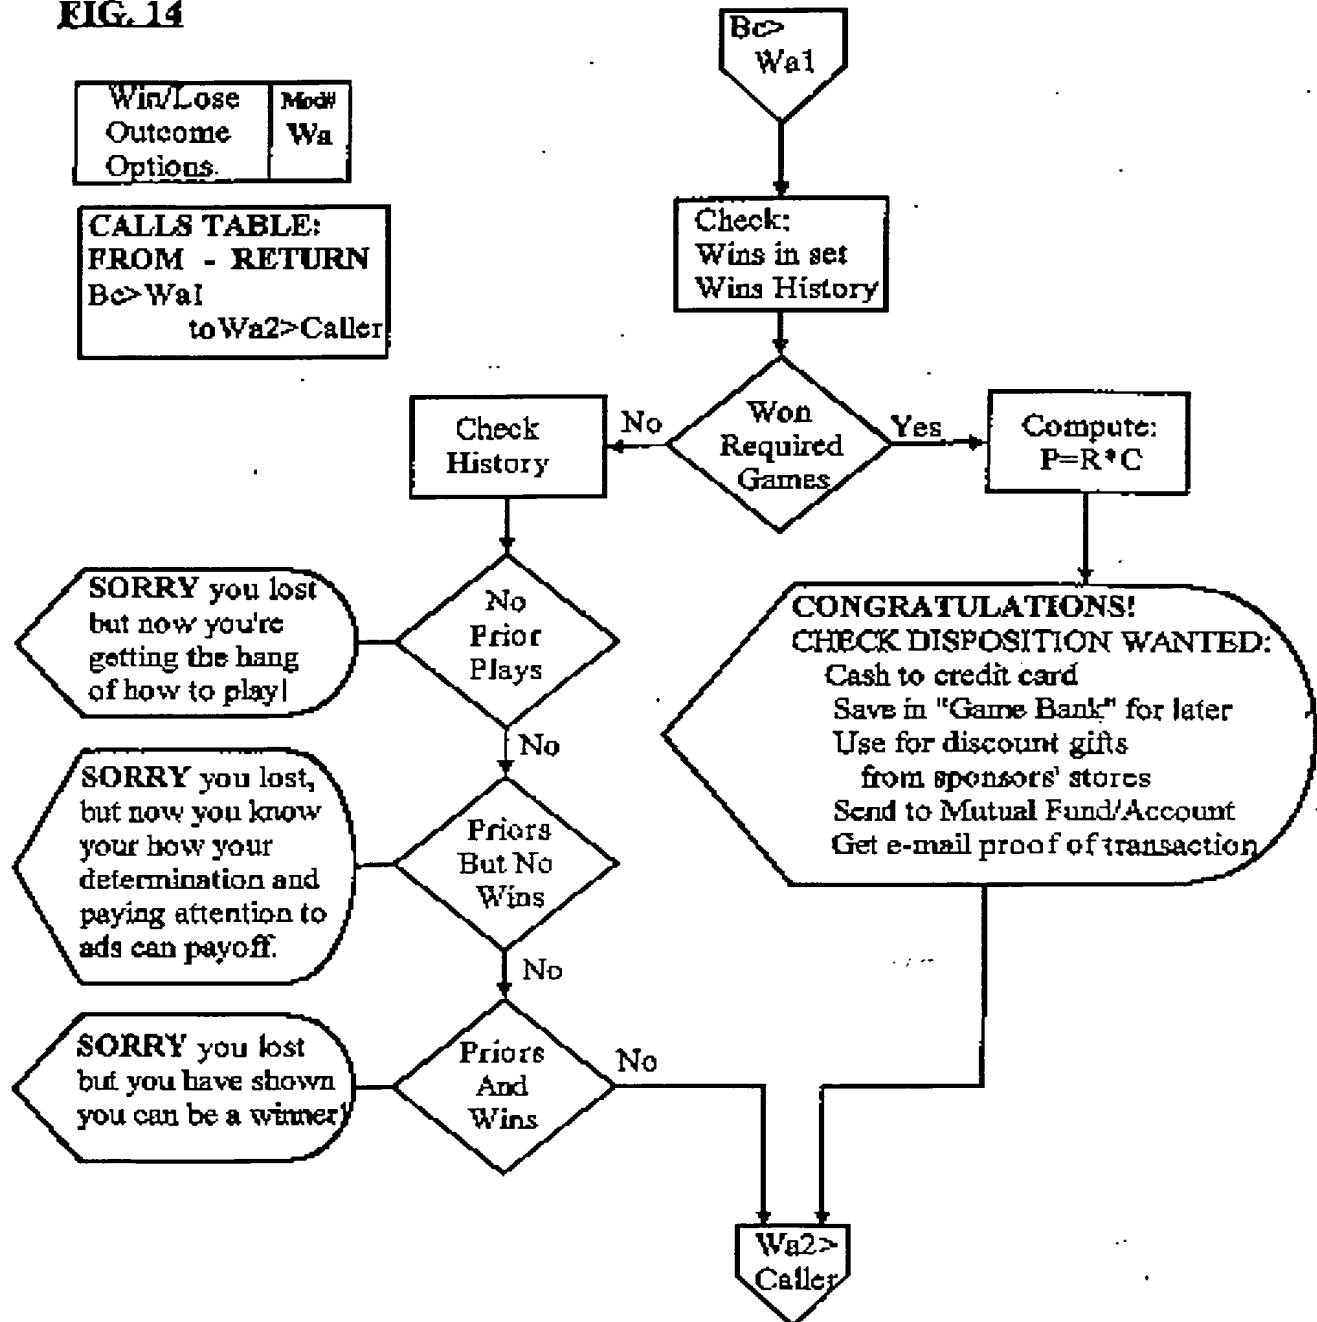 FIG. 14
Win/Lose
Outcome
Options.
Mod#
Wa
CALLS TABLE:
FROM - RETURN
Bc>Wa1
to Wa2>Caller
Bc>
Wa1
Check:
Wins in set
Wins History
Won
Required
Games
No
Yes
Check
History
Compute:
P=R*C
No
Prior
Plays
SORRY you lost
but now you're
getting the hang
of how to play!
No
CONGRATULATIONS!
CHECK DISPOSITION WANTED:
Cash to credit card
Save in "Game Bank" for later
Use for discount gifts
from sponsors' stores
Send to Mutual Fund/Account
Get e-mail proof of transaction
Priors
But No
Wins
SORRY you lost,
but now you know
your how your
determination and
paying attention to
ads can payoff.
No
Priors
And
Wins
SORRY you lost
but you have shown
you can be a winner!
No
Wa2>
Caller